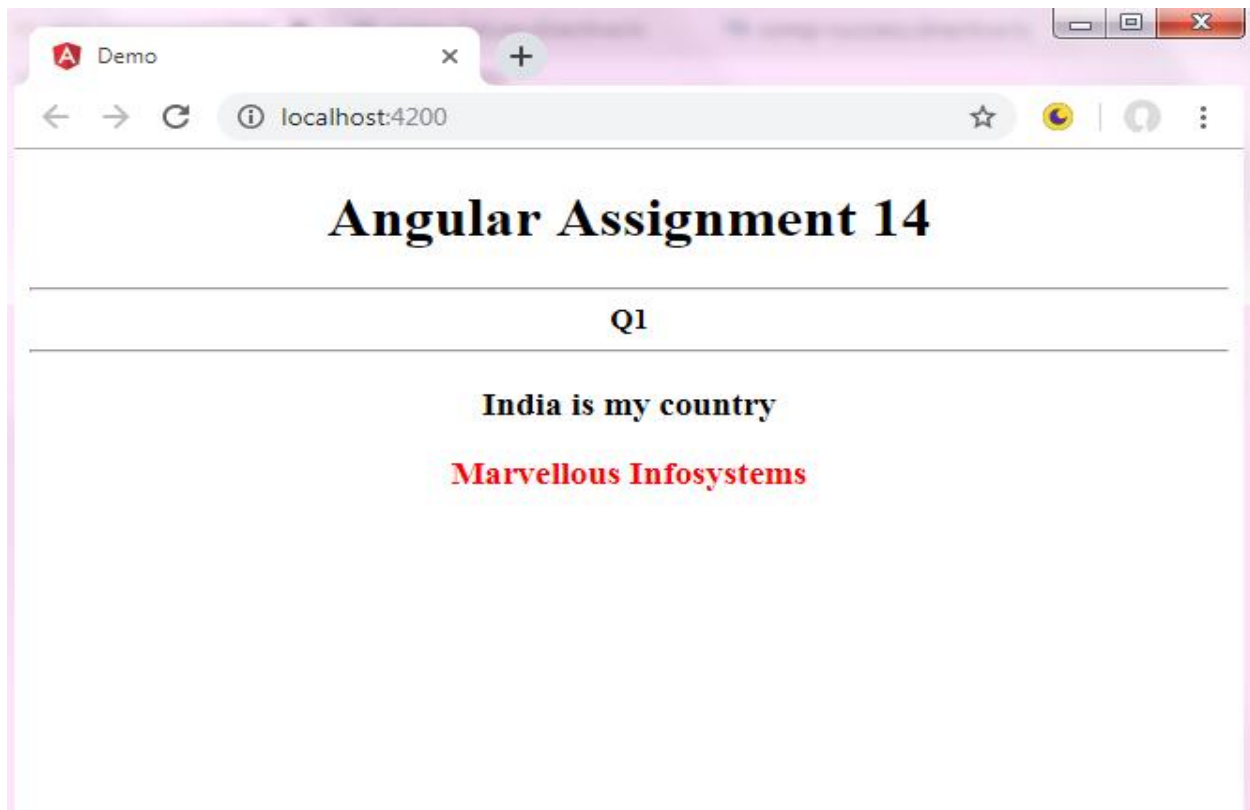 Demo
localhost:4200
Angular Assignment 14
Q1
India is my country
Marvellous Infosystems